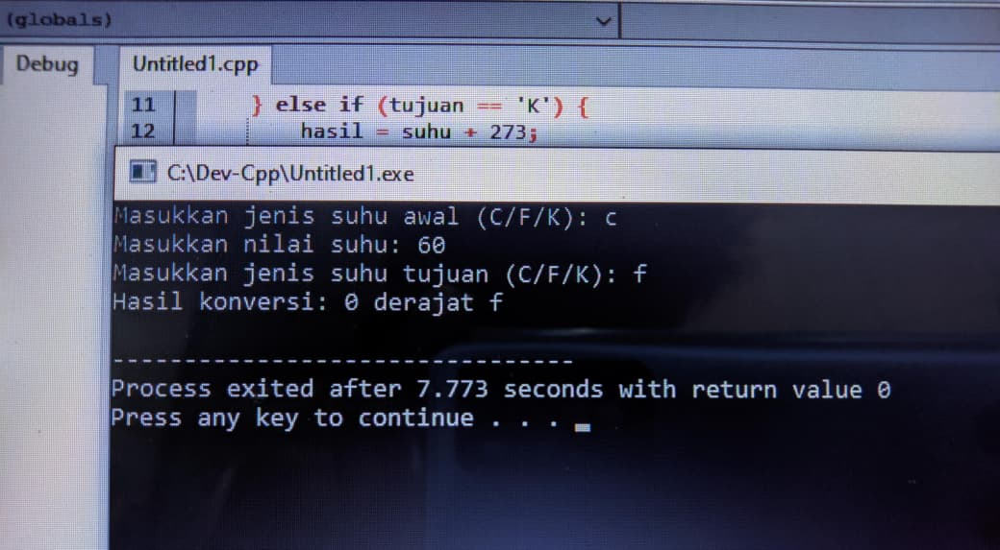 (globals)
Debug
Untitled1.cpp
11 } else if (tujuan == 'K') {
12 hasil = suhu + 273;
C:\Dev-Cpp\Untitled1.exe
Masukkan jenis suhu awal (C/F/K): c
Masukkan nilai suhu: 60
Masukkan jenis suhu tujuan (C/F/K): f
Hasil konversi: 0 derajat f
--------------------------------
Process exited after 7.773 seconds with return value 0
Press any key to continue . . .